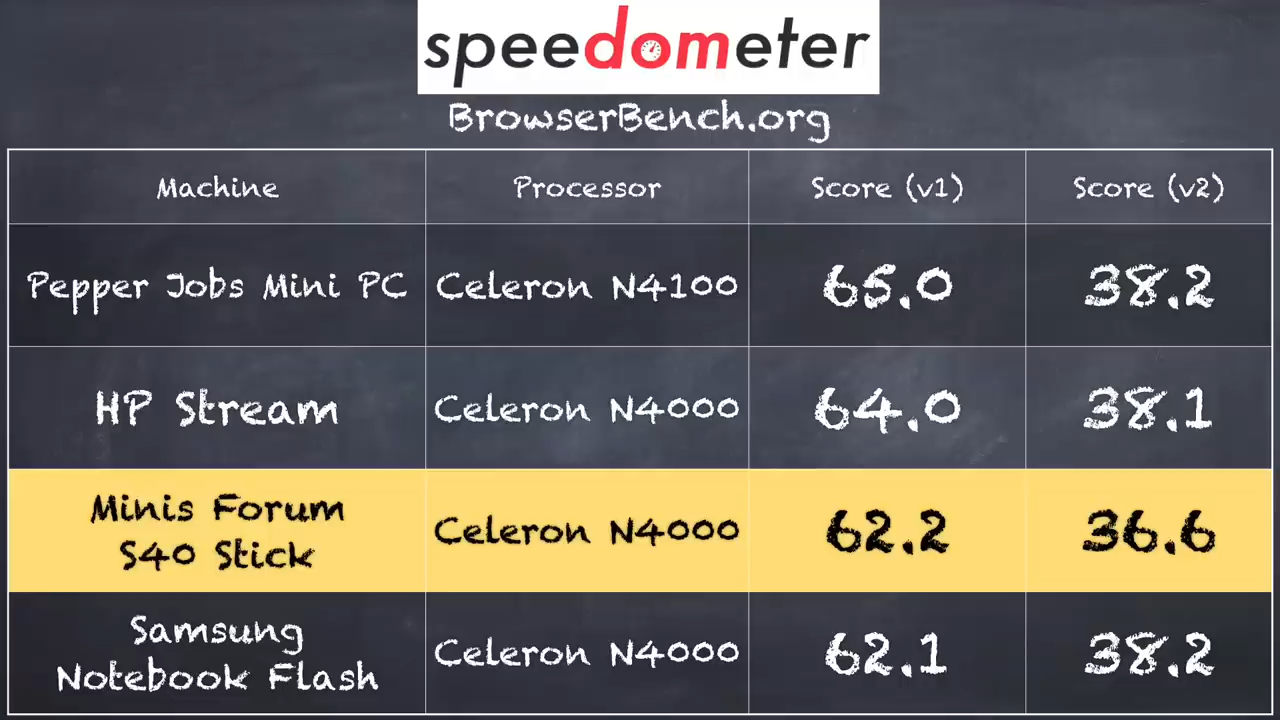 speedometer
BrowserBench.org
Machine Processor Score (v1) Score (v2)
Pepper Jobs Mini PC Celeron N4100 65.0 38.2
HP Stream Celeron N4000 64.0 38.1
Minis Forum
S40 Stick Celeron N4000 62.2 36.6
Samsung
Notebook Flash Celeron N4000 62.1 38.2